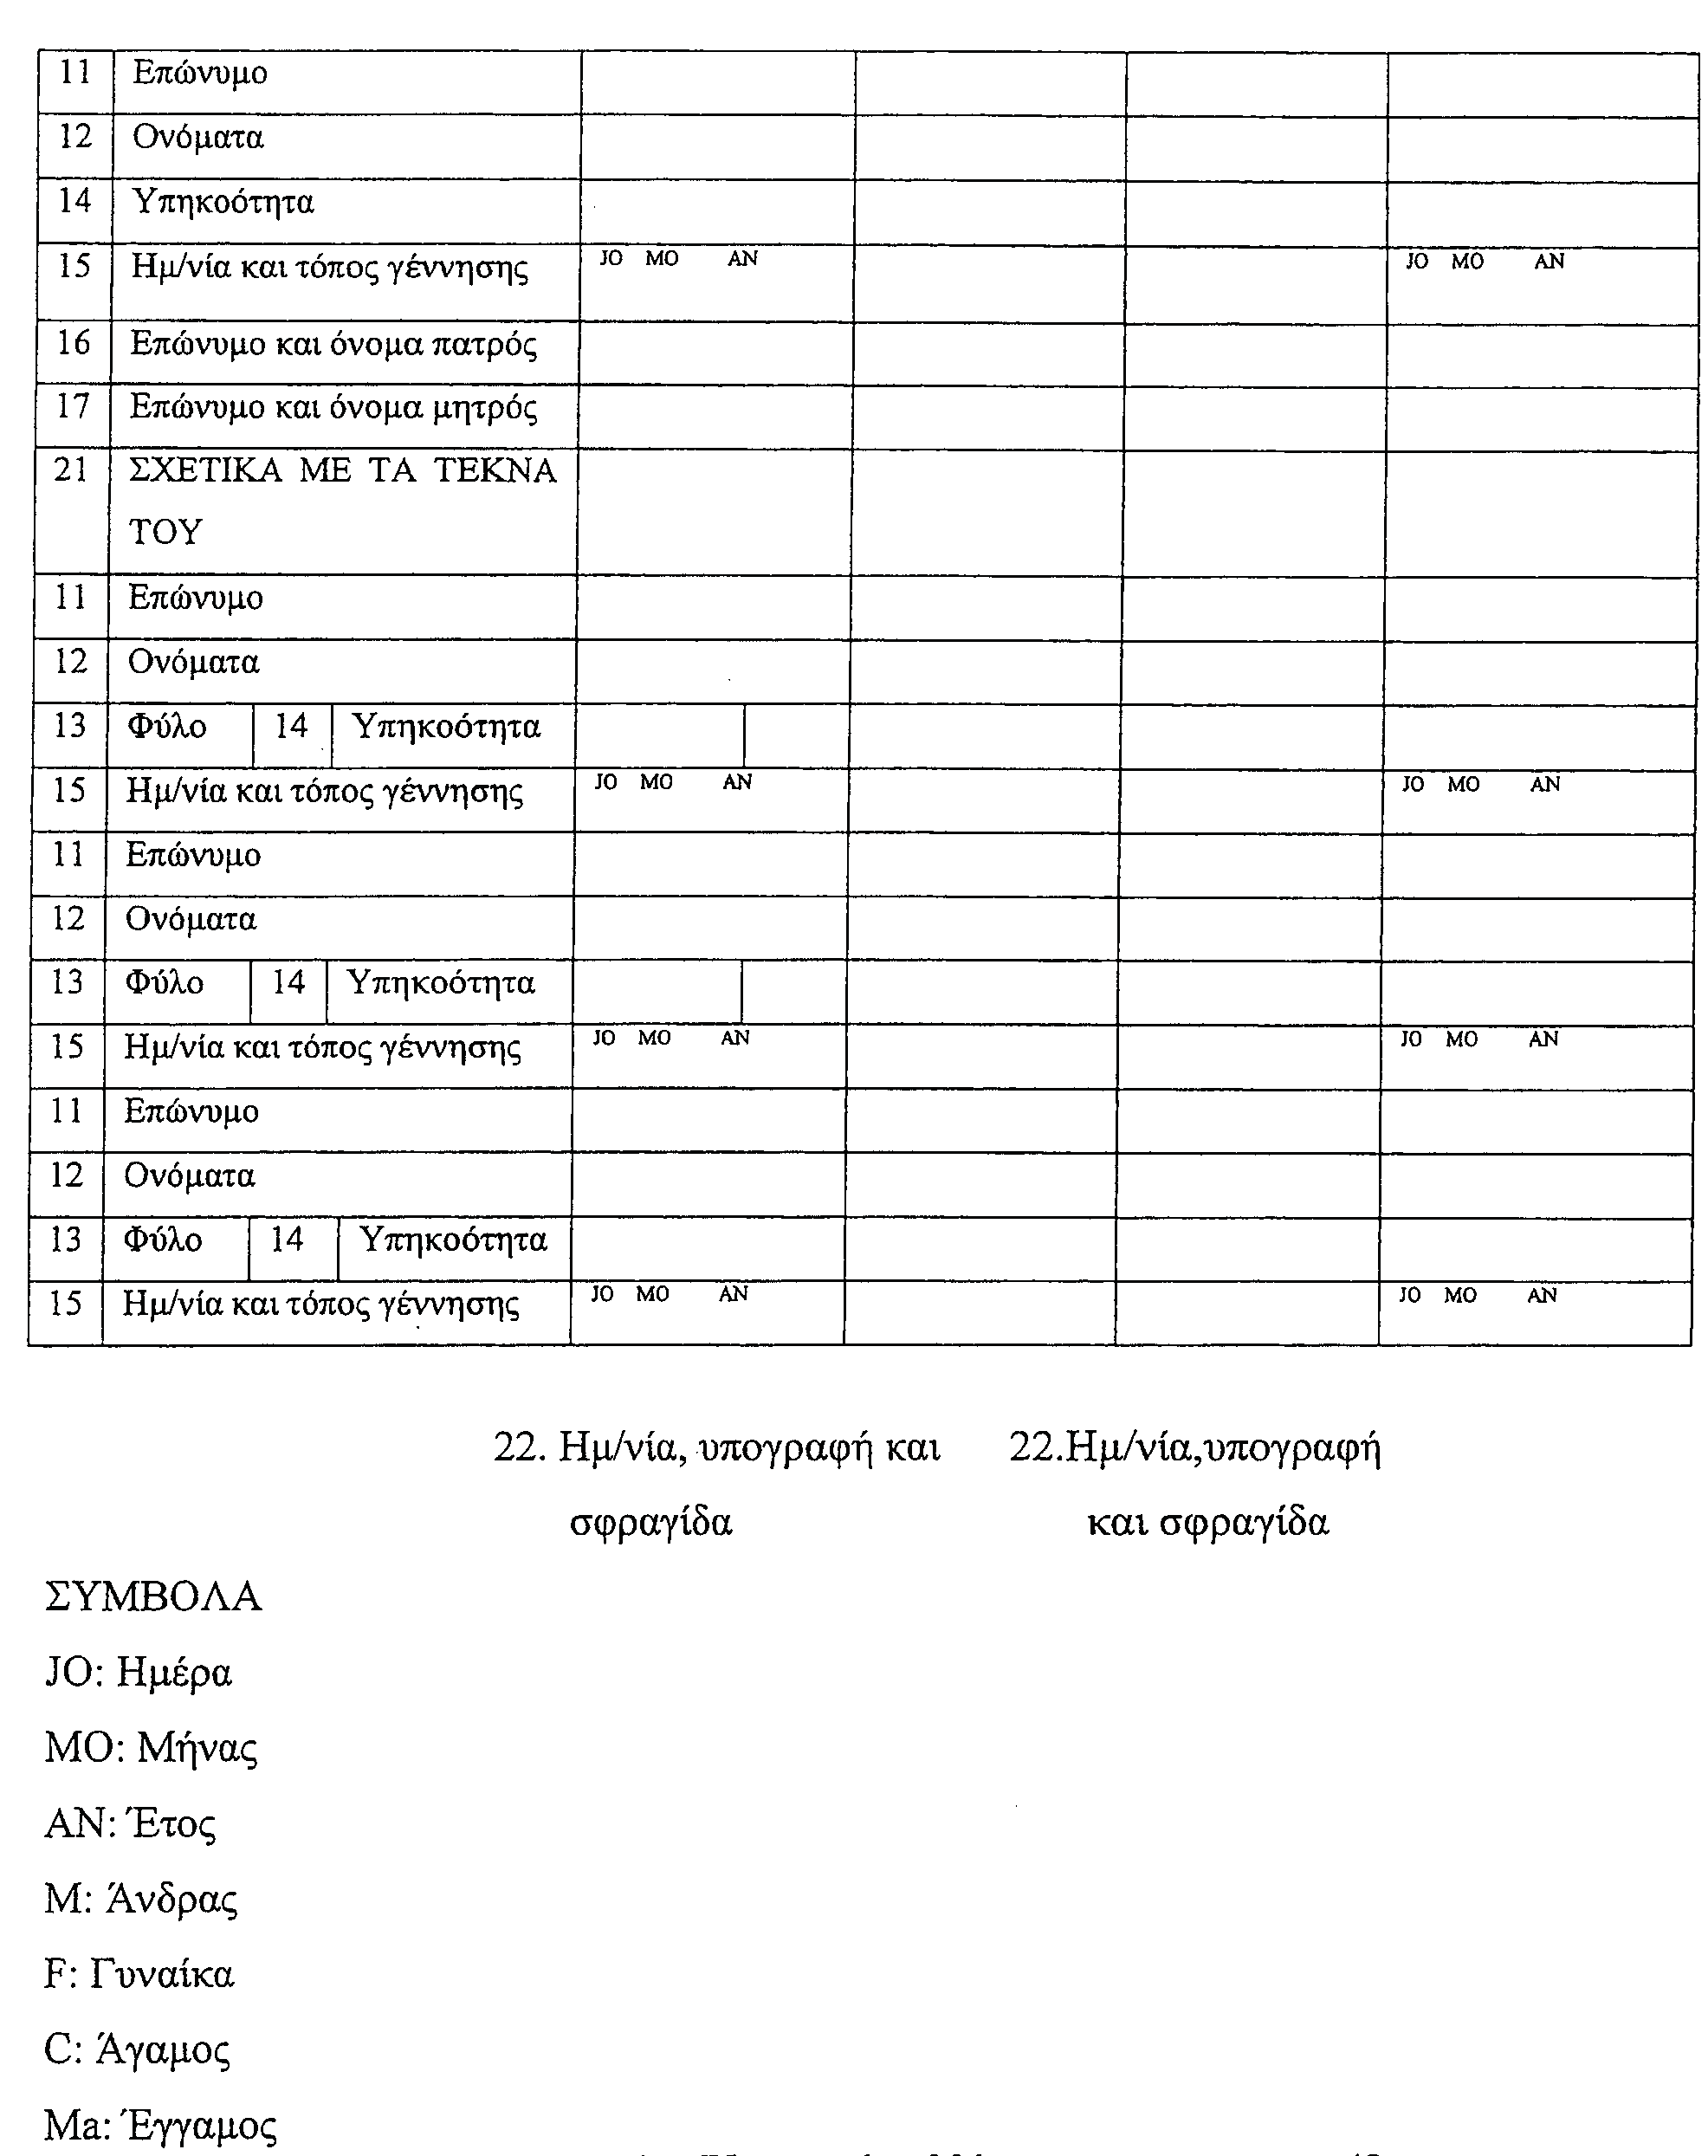 11 Επώνυμο
12 Ονόματα
14 Υπηκοότητα
15 Ημ/νία και τόπος γέννησης JO MO AN JO MO AN
16 Επώνυμο και όνομα πατρός
17 Επώνυμο και όνομα μητρός
21 ΣΧΕΤΙΚΑ ΜΕ ΤΑ ΤΕΚΝΑ
ΤΟΥ
11 Επώνυμο
12 Ονόματα
13 Φύλο 14 Υπηκοότητα
15 Ημ/νία και τόπος γέννησης JO MO AN JO MO AN
11 Επώνυμο
12 Ονόματα
13 Φύλο 14 Υπηκοότητα
15 Ημ/νία και τόπος γέννησης JO MO AN JO MO AN
11 Επώνυμο
12 Ονόματα
13 Φύλο 14 Υπηκοότητα
15 Ημ/νία και τόπος γέννησης JO MO AN JO MO AN
22. Ημ/νία, υπογραφή και 22.Ημ/νία,υπογραφή
σφραγίδα και σφραγίδα
ΣΥΜΒΟΛΑ
JO: Ημέρα
MO: Μήνας
AN: Έτος
M: Άνδρας
F: Γυναίκα
C: Άγαμος
Ma: Έγγαμος